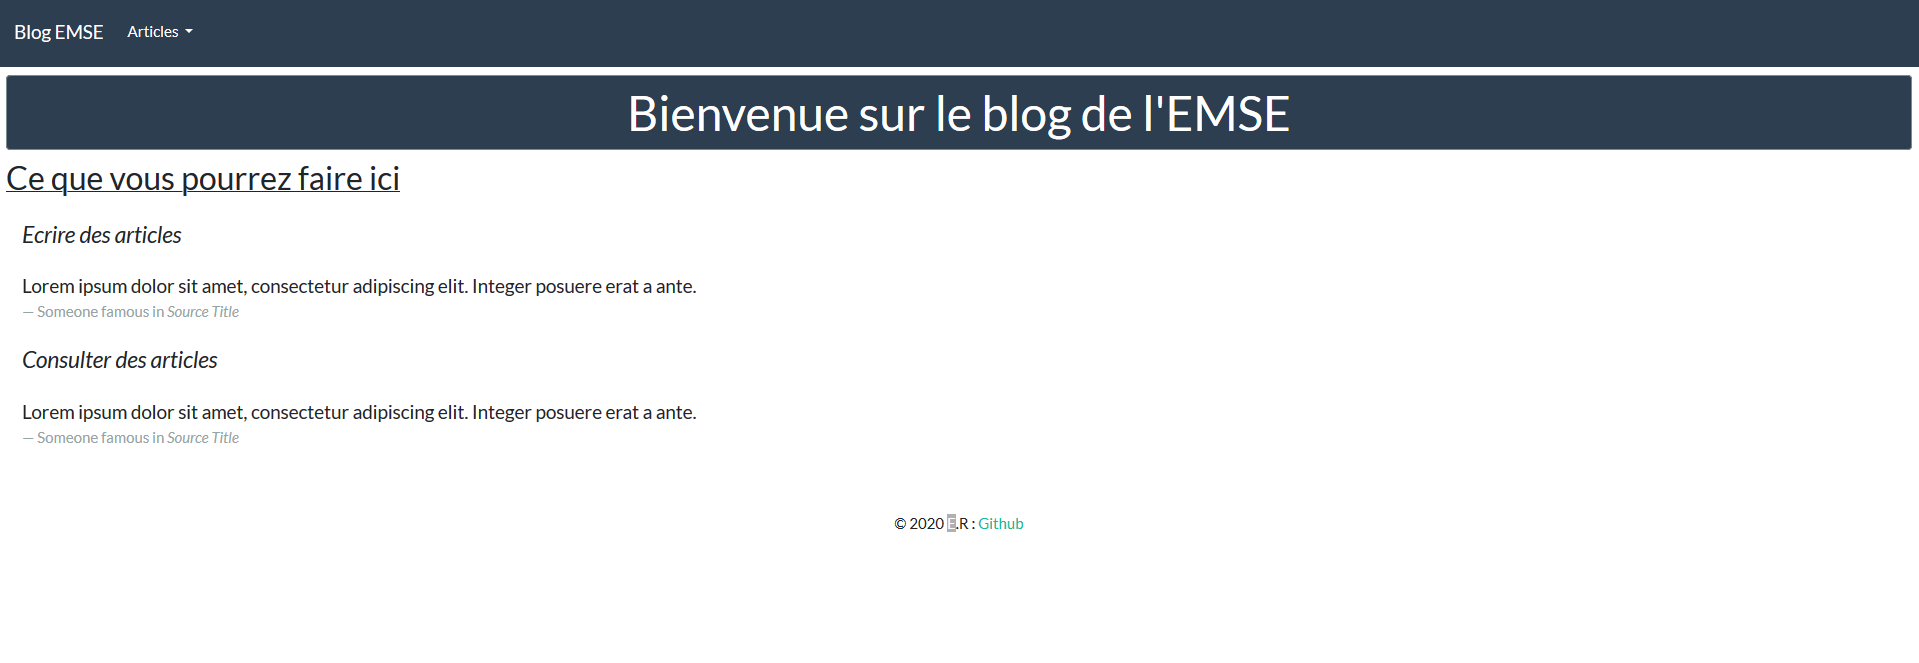 Blog EMSE Articles
Bienvenue sur le blog de l'EMSE
Ce que vous pourrez faire ici
Ecrire des articles
Lorem ipsum dolor sit amet, consectetur adipiscing elit. Integer posuere erat a ante.
— Someone famous in Source Title
Consulter des articles
Lorem ipsum dolor sit amet, consectetur adipiscing elit. Integer posuere erat a ante.
— Someone famous in Source Title
© 2020 E.R : Github